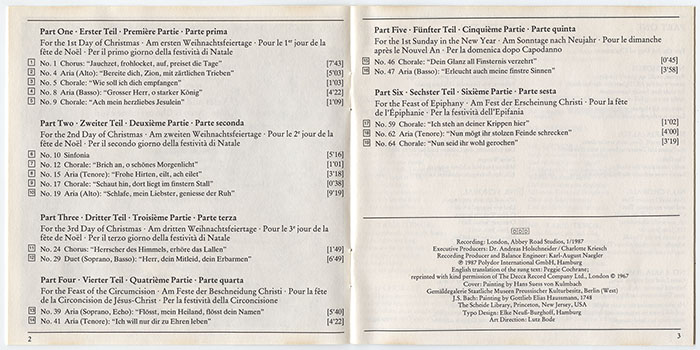 Part One · Erster Teil · Première Partie · Parte prima
For the 1st Day of Christmas · Am ersten Weihnachtsfeiertage · Pour le 1er jour de la
fête de Noël · Per il primo giorno della festività di Natale
1 No. 1 Chorus: "Jauchzet, frohlocket, auf, preiset die Tage" [7'43]
2 No. 4 Aria (Alto): "Bereite dich, Zion, mit zärtlichen Trieben" [5'03]
3 No. 5 Chorale: "Wie soll ich dich empfangen" [1'03]
4 No. 8 Aria (Basso): "Grosser Herr, o starker König" [4'22]
5 No. 9 Chorale: "Ach mein herzliebes Jesulein" [1'09]
Part Two · Zweiter Teil · Deuxième Partie · Parte seconda
For the 2nd Day of Christmas · Am zweiten Weihnachtsfeiertage · Pour le 2e jour de la
fête de Noël · Per il secondo giorno della festività di Natale
6 No. 10 Sinfonia [5'16]
7 No. 12 Chorale: "Brich an, o schönes Morgenlicht" [1'01]
8 No. 15 Aria (Tenore): "Frohe Hirten, eilt, ach eilet" [3'18]
9 No. 17 Chorale: "Schaut hin, dort liegt im finstern Stall" [0'38]
10 No. 19 Aria (Alto): "Schlafe, mein Liebster, geniesse der Ruh" [9'19]
Part Three · Dritter Teil · Troisième Partie · Parte terza
For the 3rd Day of Christmas · Am dritten Weihnachtsfeiertage · Pour le 3e jour de la
fête de Noël · Per il terzo giorno della festività di Natale
11 No. 24 Chorus: "Herrscher des Himmels, erhöre das Lallen" [1'49]
12 No. 29 Duet (Soprano, Basso): "Herr, dein Mitleid, dein Erbarmen" [6'49]
Part Four · Vierter Teil · Quatrième Partie · Parte quarta
For the Feast of the Circumcision · Am Feste der Beschneidung Christi · Pour la fête
de la Circoncision de Jésus-Christ · Per la festività della Circoncisione
13 No. 39 Aria (Soprano, Echo): "Flösst, mein Heiland, flösst dein Namen" [5'40]
14 No. 41 Aria (Tenore): "Ich will nur dir zu Ehren leben" [4'22]
2
Part Five · Fünfter Teil · Cinquième Partie · Parte quinta
For the 1st Sunday in the New Year · Am Sonntage nach Neujahr · Pour le dimanche
après le Nouvel An · Per la domenica dopo Capodanno
15 No. 46 Chorale: "Dein Glanz all Finsternis verzehrt" [0'45]
16 No. 47 Aria (Basso): "Erleucht auch meine finstre Sinnen" [3'58]
Part Six · Sechster Teil · Sixième Partie · Parte sesta
For the Feast of Epiphany · Am Fest der Erscheinung Christi · Pour la fête
de l'Épiphanie · Per la festività dell'Epifania
17 No. 59 Chorale: "Ich steh an deiner Krippen hier" [1'02]
18 No. 62 Aria (Tenore): "Nun mögt ihr stolzen Feinde schrecken" [4'00]
19 No. 64 Chorale: "Nun seid ihr wohl gerochen" [3'19]
DDD
Recording: London, Abbey Road Studios, 1/1987
Executive Producers: Dr. Andreas Holschneider / Charlotte Kriesch
Recording Producer and Balance Engineer: Karl-August Naegler
℗ 1987 Polydor International GmbH, Hamburg
English translation of the sung text: Peggie Cochrane;
reprinted with kind permission of The Decca Record Company Ltd., London © 1967
Cover: Painting by Hans Suess von Kulmbach
Gemäldegalerie Staatliche Museen Preussischer Kulturbesitz, Berlin (West)
J.S. Bach: Painting by Gottlieb Elias Haussmann, 1748
The Scheide Library, Princeton, New Jersey, USA
Typo Design: Elke Neuß-Burghoff, Hamburg
Art Direction: Lutz Bode
3